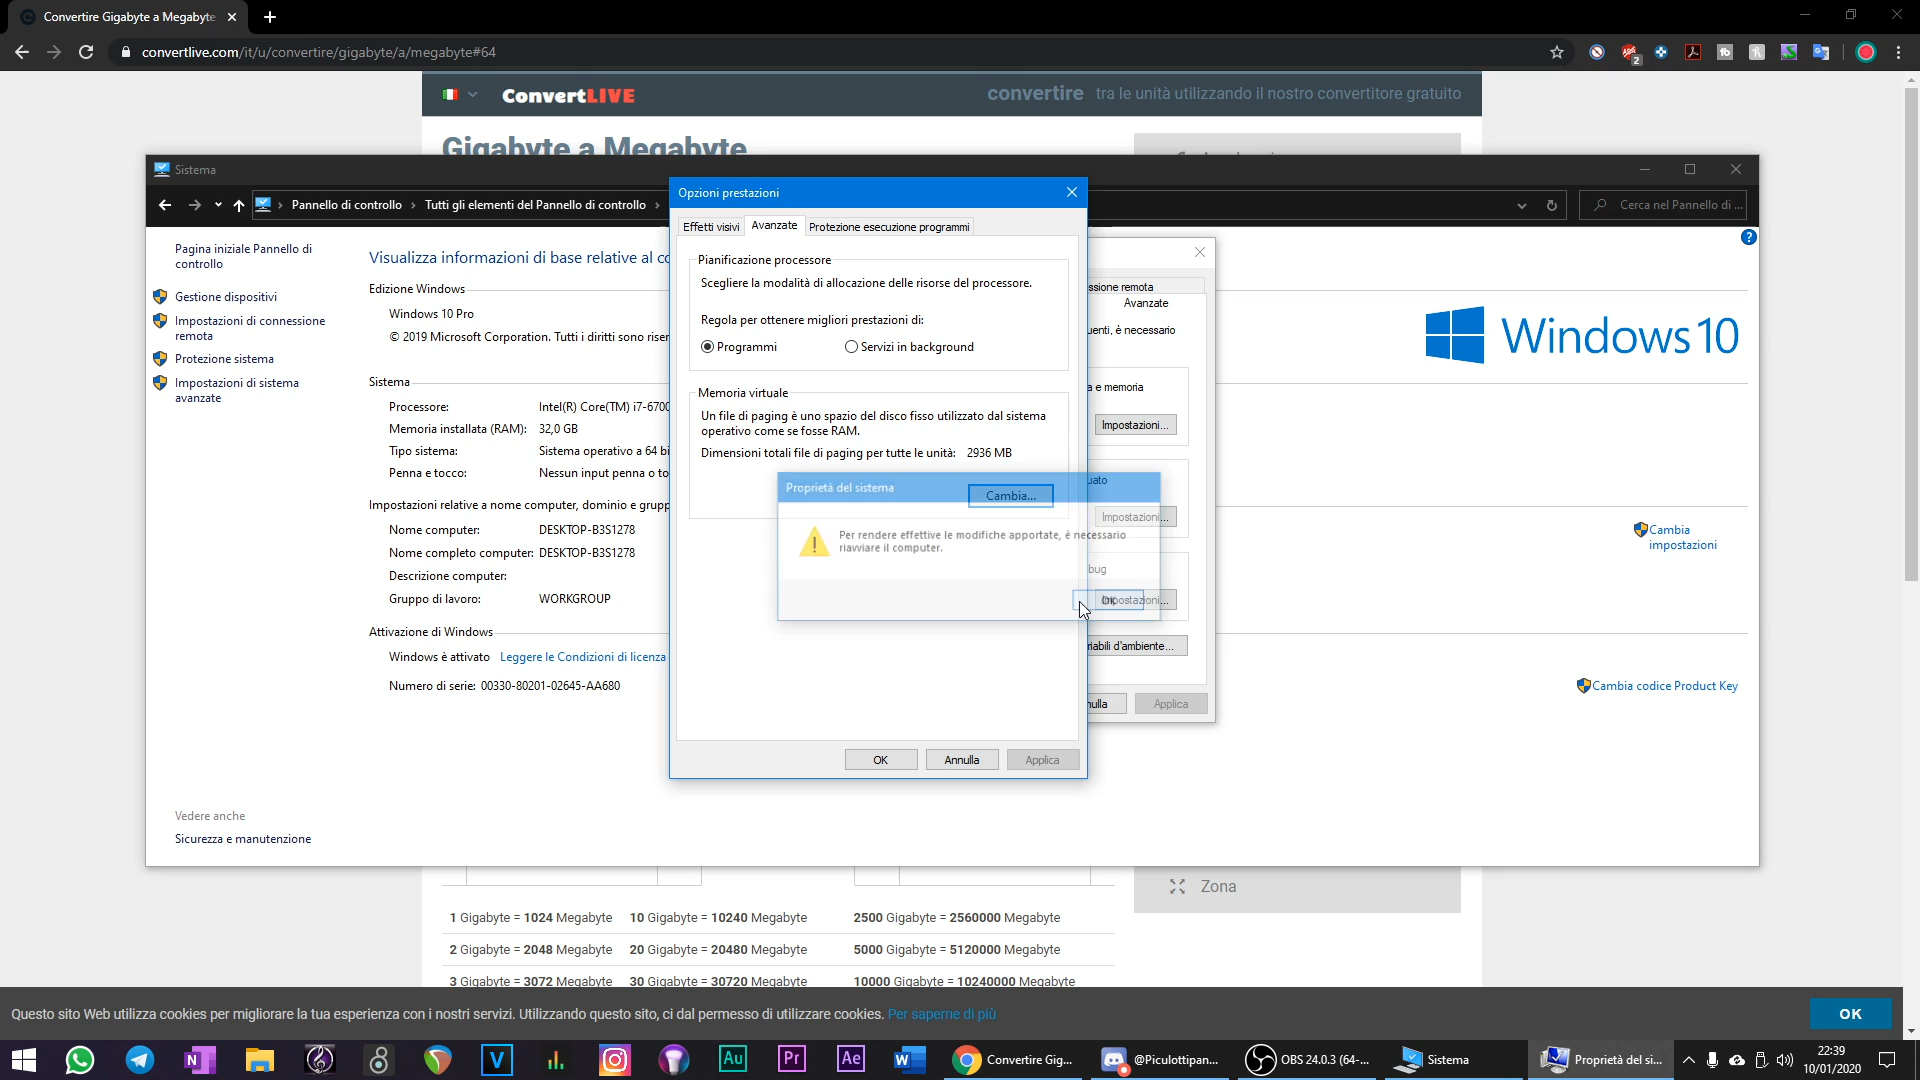 Convertire Gigabyte a Megabyte
convertlive.com/it/u/convertire/gigabyte/a/megabyte#64
2
ConvertLIVE
convertire tra le unità utilizzando il nostro convertitore gratuito
Gigabyte a Megabyte
Sistema
Pannello di controllo
Tutti gli elementi del Pannello di controllo
Cerca nel Pannello di ...
Pagina iniziale Pannello di
controllo
Gestione dispositivi
Impostazioni di connessione
remota
Protezione sistema
Impostazioni di sistema
avanzate
Vedere anche
Sicurezza e manutenzione
Visualizza informazioni di base relative al co
Edizione Windows
Windows 10 Pro
© 2019 Microsoft Corporation. Tutti i diritti sono riser
Sistema
Processore: Intel(R) Core(TM) i7-6700
Memoria installata (RAM): 32,0 GB
Tipo sistema: Sistema operativo a 64 bi
Penna e tocco: Nessun input penna o to
Impostazioni relative a nome computer, dominio e grupp
Nome computer: DESKTOP-B3S1278
Nome completo computer: DESKTOP-B3S1278
Descrizione computer:
Gruppo di lavoro: WORKGROUP
Attivazione di Windows
Windows è attivato Leggere le Condizioni di licenza
Numero di serie: 00330-80201-02645-AA680
Windows 10
Cambia
impostazioni
Cambia codice Product Key
Opzioni prestazioni
Effetti visivi
Avanzate
Protezione esecuzione programmi
Pianificazione processore
Scegliere la modalità di allocazione delle risorse del processore.
Regola per ottenere migliori prestazioni di:
Programmi
Servizi in background
Memoria virtuale
Un file di paging è uno spazio del disco fisso utilizzato dal sistema
operativo come se fosse RAM.
Dimensioni totali file di paging per tutte le unità: 2936 MB
Cambia...
Proprietà del sistema
Per rendere effettive le modifiche apportate, è necessario
riavviare il computer.
OK
OK
Annulla
Applica
ssione remota
Avanzate
uenti, è necessario
a e memoria
Impostazioni...
uato
Impostazioni...
bug
Impostazioni...
riabili d'ambiente...
nulla
Applica
Zona
1 Gigabyte = 1024 Megabyte 10 Gigabyte = 10240 Megabyte 2500 Gigabyte = 2560000 Megabyte
2 Gigabyte = 2048 Megabyte 20 Gigabyte = 20480 Megabyte 5000 Gigabyte = 5120000 Megabyte
3 Gigabyte = 3072 Megabyte 30 Gigabyte = 30720 Megabyte 10000 Gigabyte = 10240000 Megabyte
Questo sito Web utilizza cookies per migliorare la tua esperienza con i nostri servizi. Utilizzando questo sito, ci dai permesso di utilizzare cookies. Per saperne di più
OK
Convertire Gig...
@Piculottipan...
OBS 24.0.3 (64-...
Sistema
Proprietà del si...
22:39
10/01/2020